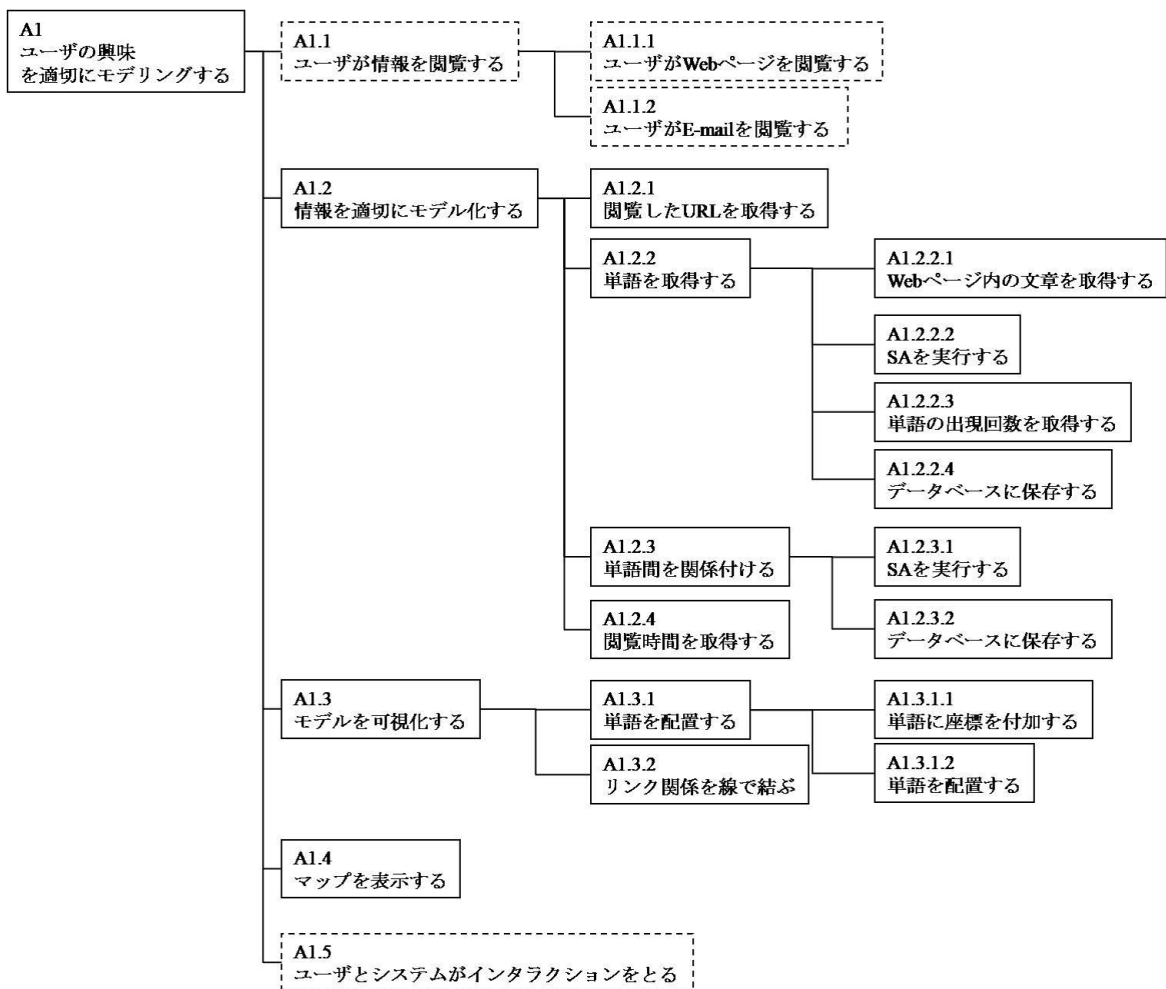 A1
ユーザの興味
を適切にモデリングする
A1.1
ユーザが情報を閲覧する
A1.1.1
ユーザがWebページを閲覧する
A1.1.2
ユーザがE-mailを閲覧する
A1.2
情報を適切にモデル化する
A1.2.1
閲覧したURLを取得する
A1.2.2
単語を取得する
A1.2.2.1
Webページ内の文章を取得する
A1.2.2.2
SAを実行する
A1.2.2.3
単語の出現回数を取得する
A1.2.2.4
データベースに保存する
A1.2.3
単語間を関係付ける
A1.2.3.1
SAを実行する
A1.2.3.2
データベースに保存する
A1.2.4
閲覧時間を取得する
A1.3
モデルを可視化する
A1.3.1
単語を配置する
A1.3.1.1
単語に座標を付加する
A1.3.1.2
単語を配置する
A1.3.2
リンク関係を線で結ぶ
A1.4
マップを表示する
A1.5
ユーザとシステムがインタラクションをとる